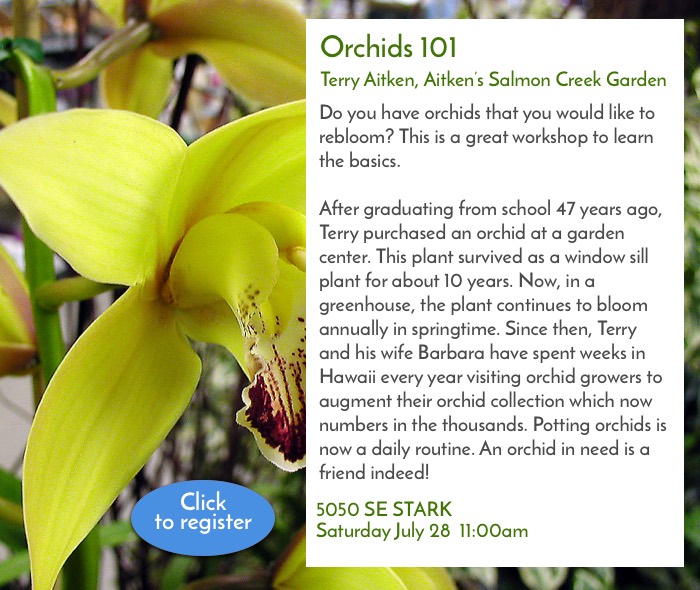 Orchids 101
Terry Aitken, Aitken's Salmon Creek Garden
Do you have orchids that you would like to
rebloom? This is a great workshop to learn
the basics.
After graduating from school 47 years ago,
Terry purchased an orchid at a garden
center. This plant survived as a window sill
plant for about 10 years. Now, in a
greenhouse, the plant continues to bloom
annually in springtime. Since then, Terry
and his wife Barbara have spent weeks in
Hawaii every year visiting orchid growers to
augment their orchid collection which now
numbers in the thousands. Potting orchids is
now a daily routine. An orchid in need is a
friend indeed!
5050 SE STARK
Saturday July 28 11:00am
Click
to register